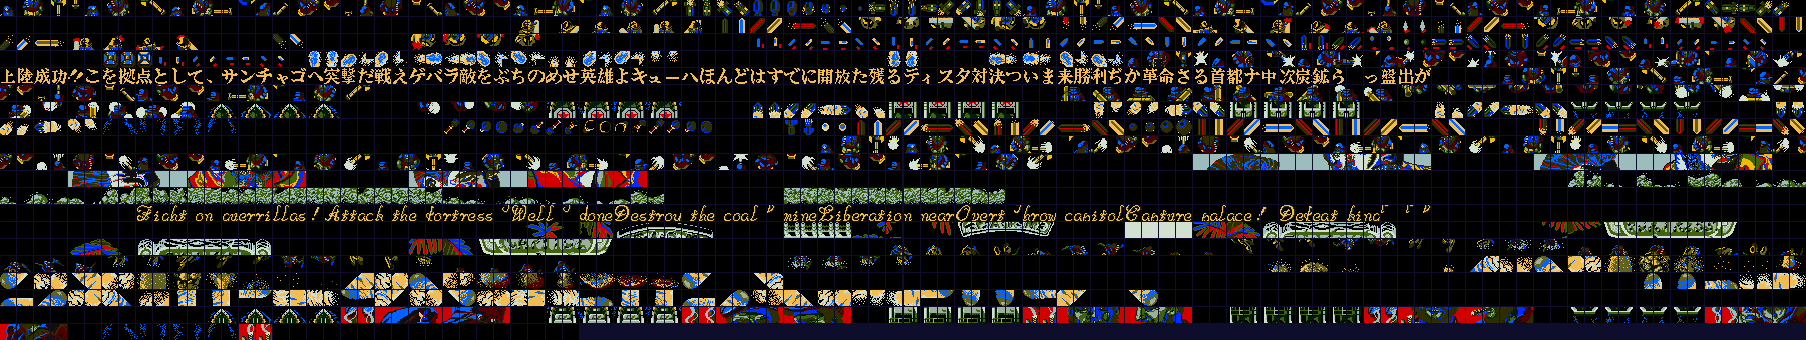 上陸成功!!こを拠点として、サンチャゴへ突撃だ戦えゲバラ敵をぶちのめせ英雄よキューハほんどはすでに開放た残るディスタ対決ついま来勝利ぢか革命さる首都ナ中次炭鉱ら っ盤出が
Fight on guerrillas! Attack the fortress "Well " done Destroy the coal " mine Liberation near Overt "hrow capitol Capture palace! Defeat king